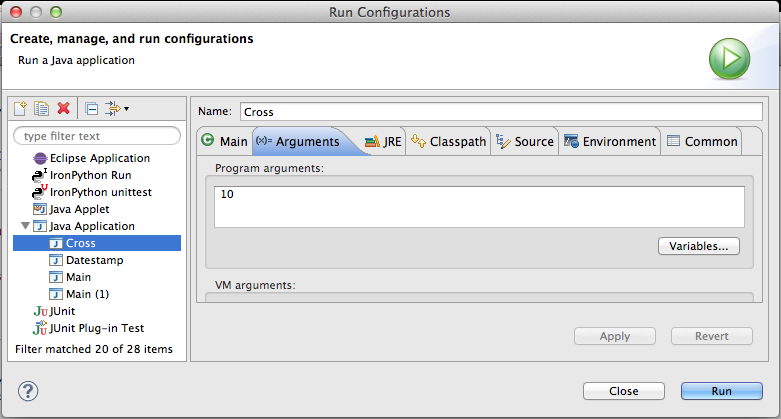 Run Configurations
Create, manage, and run configurations
Run a Java application
type filter text
Eclipse Application
IronPython Run
IronPython unittest
Java Applet
Java Application
Cross
Datestamp
Main
Main (1)
JUnit
JUnit Plug-in Test
Filter matched 20 of 28 items
Name: Cross
Main (x)= Arguments JRE Classpath Source Environment Common
Program arguments:
10
Variables...
VM arguments:
Apply Revert
? Close Run